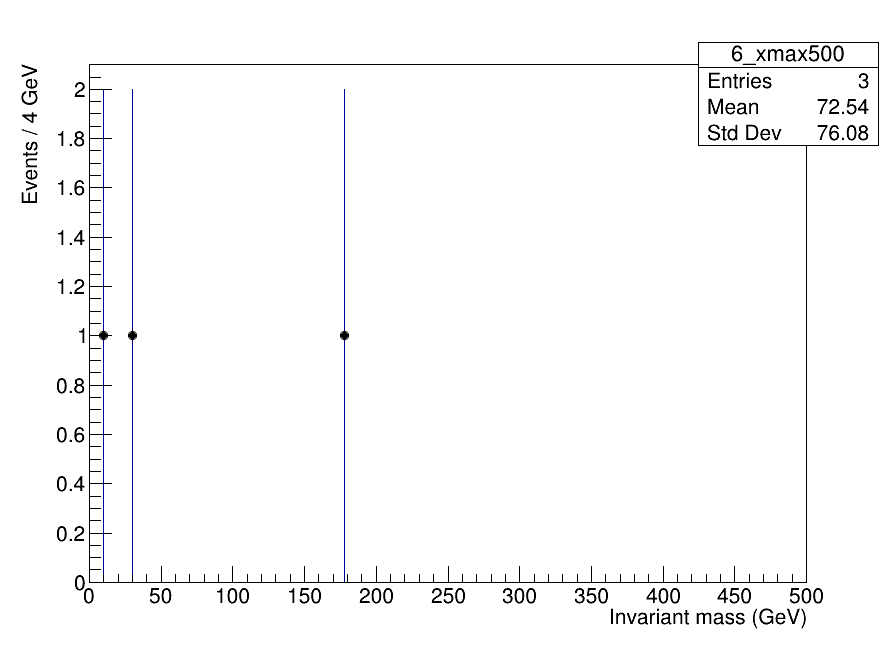 6_xmax500
Entries 3
Mean 72.54
Std Dev 76.08
Events / 4 GeV
2
1.8
1.6
1.4
1.2
1
0.8
0.6
0.4
0.2
0
0 50 100 150 200 250 300 350 400 450 500
Invariant mass (GeV)